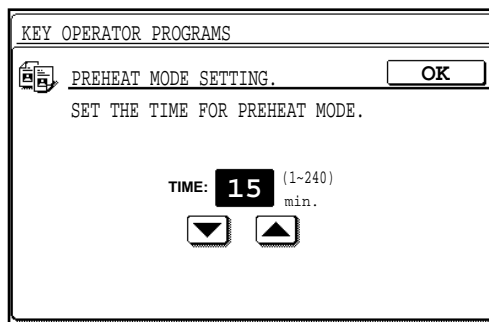 KEY OPERATOR PROGRAMS
PREHEAT MODE SETTING.
OK
SET THE TIME FOR PREHEAT MODE.
TIME: 15 (1~240)
min.